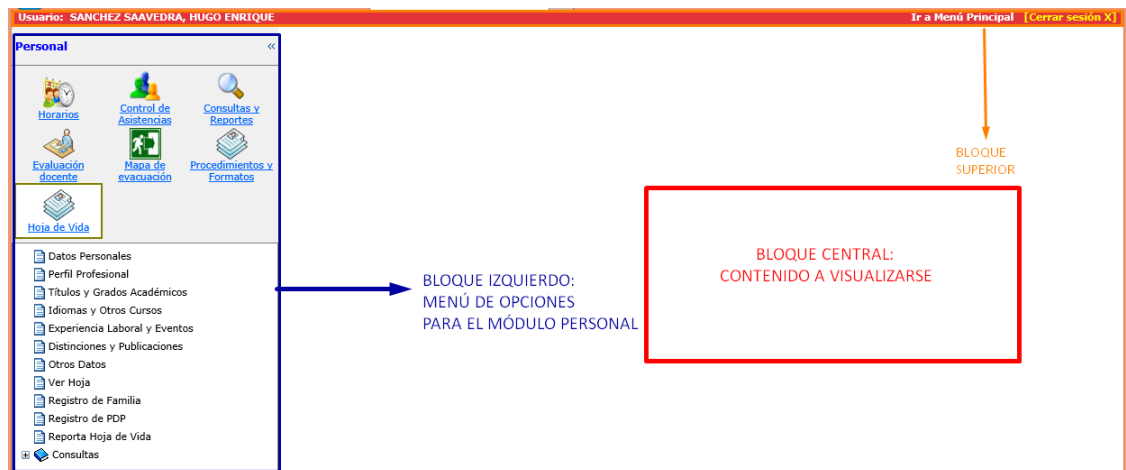 Usuario: SANCHEZ SAAVEDRA, HUGO ENRIQUE
Ir a Menú Principal [Cerrar sesión X]
Personal «
Horarios
Control de
Asistencias
Consultas y
Reportes
Evaluación
docente
Mapa de
evacuación
Procedimientos y
Formatos
Hoja de Vida
Datos Personales
Perfil Profesional
Títulos y Grados Académicos
Idiomas y Otros Cursos
Experiencia Laboral y Eventos
Distinciones y Publicaciones
Otros Datos
Ver Hoja
Registro de Familia
Registro de PDP
Reporta Hoja de Vida
Consultas
BLOQUE IZQUIERDO:
MENÚ DE OPCIONES
PARA EL MÓDULO PERSONAL
BLOQUE
SUPERIOR
BLOQUE CENTRAL:
CONTENIDO A VISUALIZARSE